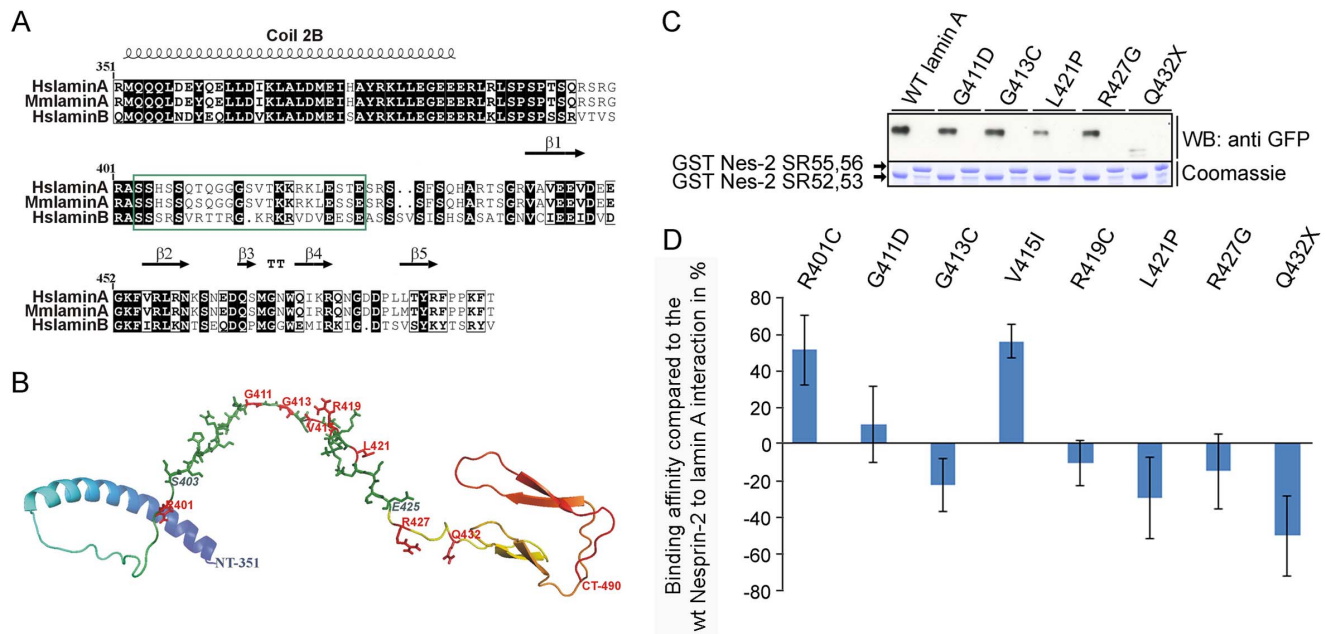 A
Coil 2B
351
HslaminA RMQQQLDEYQELLDIKLALDMEIHAYRKLLEGEEERLRLSPSPTSQRSRG
MmlaminA RMQQQLDEYQELLDIKLALDMEIHAYRKLLEGEEERLRLSPSPTSQRSRG
HslaminB QMQQQLNDYEQLLDVKLALDMEISAYRKLLEGEEERLKLSPSPSSRVTVS
β1
401
HslaminA RASSHSSQTQGGGSVTKKRKLESTESRS..SFSQHARTSGRVAVEEVDEE
MmlaminA RASSHSSQSQGGGSVTKKRKLESSESRS..SFSQHARTSGRVAVEEVDEE
HslaminB RASSSRSVRTTRG.KRKRVDVEESEASSSVSISHSASATGNVCIEEIDVD
β2 β3 TT β4 β5
452
HslaminA GKFVRLRNKSNEDQSMGNWQIKRQNGDDPLLTYRFPPKFT
MmlaminA GKFVRLRNKSNEDQSMGNWQIRRQNGDDPLMTYRFPPKFT
HslaminB GKFIRLKNTSEQDQPMGGWEMIRKIG.DTSVSYKYTSRYV
B
G411
G413
R419
V415
L421
S403
R401
E425
R427
Q432
NT-351
CT-490
C
WT lamin A
G411D
G413C
L421P
R427G
Q432X
WB: anti GFP
GST Nes-2 SR55,56
GST Nes-2 SR52,53
Coomassie
D
R401C
G411D
G413C
V415I
R419C
L421P
R427G
Q432X
Binding affinity compared to the
wt Nesprin-2 to lamin A interaction in %
80
60
40
20
0
-20
-40
-60
-80